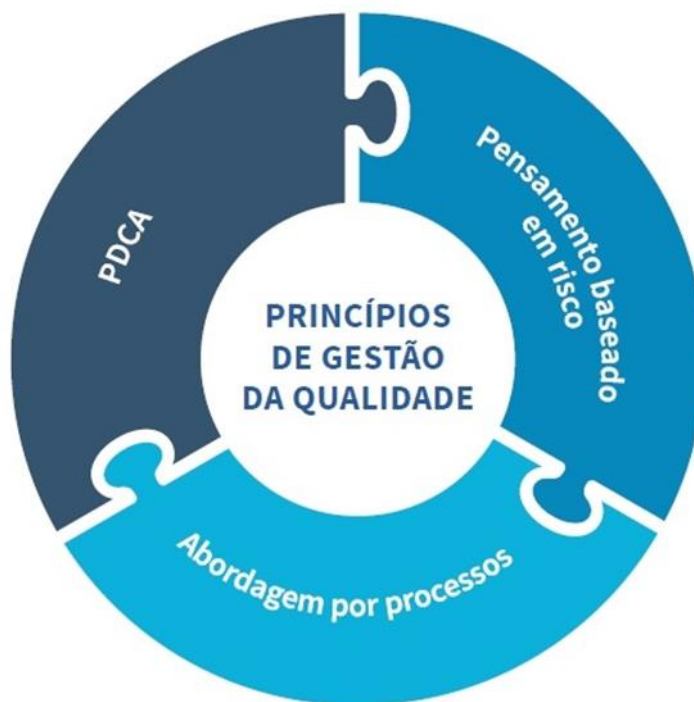 PDCA
Pensamento baseado
em risco
PRINCÍPIOS
DE GESTÃO
DA QUALIDADE
Abordagem por processos